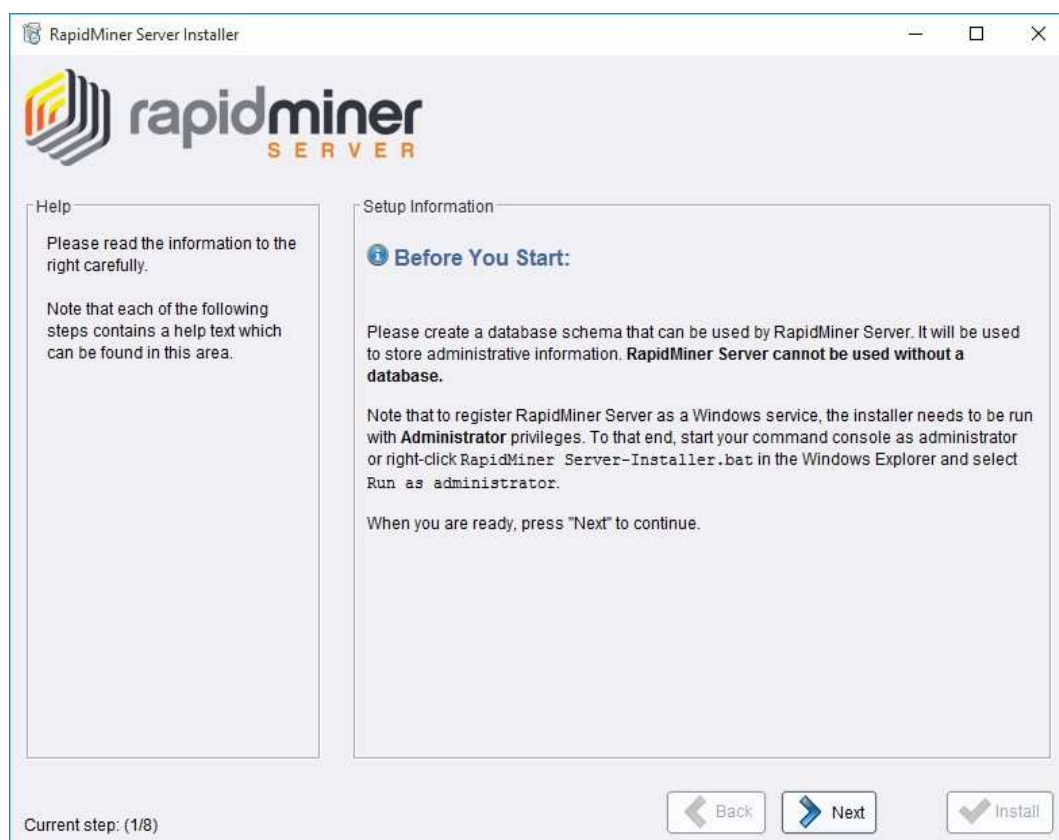 RapidMiner Server Installer
rapidminer
SERVER
Help
Please read the information to the
right carefully.
Note that each of the following
steps contains a help text which
can be found in this area.
Setup Information
Before You Start:
Please create a database schema that can be used by RapidMiner Server. It will be used
to store administrative information. RapidMiner Server cannot be used without a
database.
Note that to register RapidMiner Server as a Windows service, the installer needs to be run
with Administrator privileges. To that end, start your command console as administrator
or right-click RapidMiner Server-Installer.bat in the Windows Explorer and select
Run as administrator.
When you are ready, press "Next" to continue.
Current step: (1/8)
Back
Next
Install